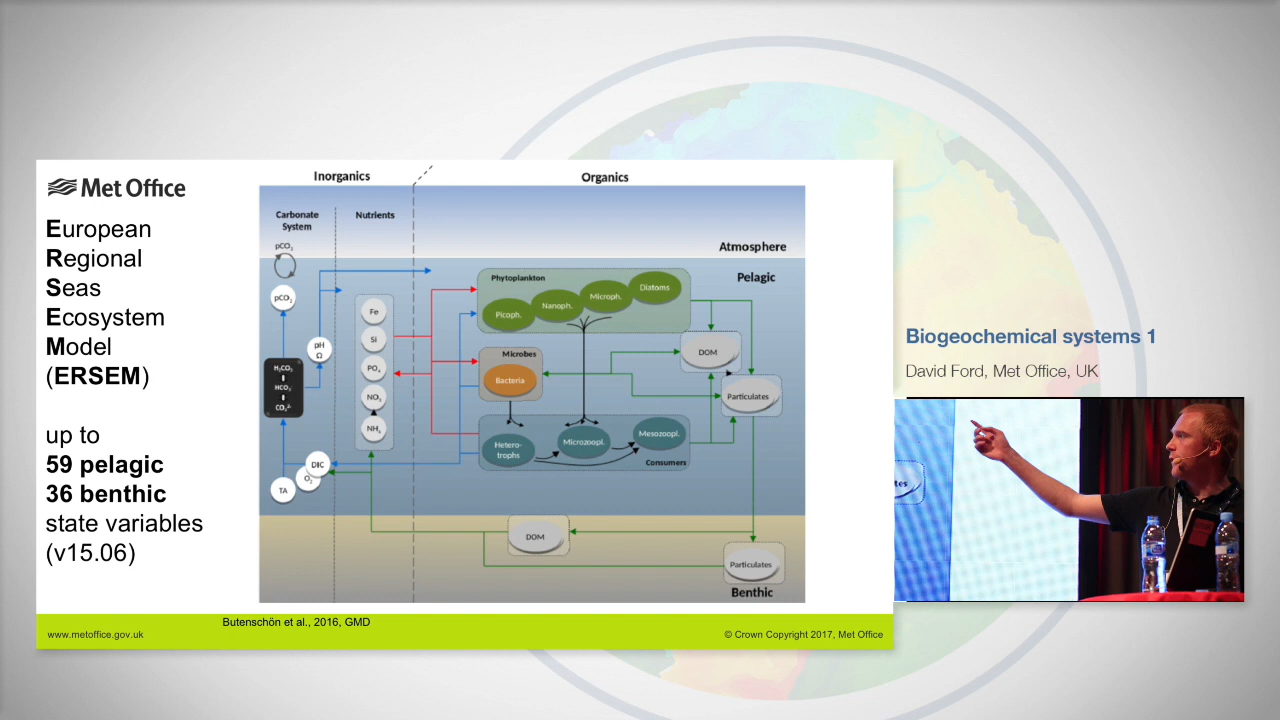 Met Office
European
Regional
Seas
Ecosystem
Model
(ERSEM)
up to
59 pelagic
36 benthic
state variables
(v15.06)
Inorganics
Organics
Carbonate
System
Nutrients
pCO₂
Atmosphere
Pelagic
pCO₂
pH
Ω
H₂CO₃
HCO₃⁻
CO₃²⁻
DIC
O₂
TA
Fe
Si
PO₄
NO₃
NH₄
Phytoplankton
Picoph.
Nanoph.
Microph.
Diatoms
Microbes
Bacteria
DOM
Particulates
Hetero-
trophs
Microzoopl.
Mesozoopl.
Consumers
DOM
Particulates
Benthic
Butenschön et al., 2016, GMD
www.metoffice.gov.uk
© Crown Copyright 2017, Met Office
Biogeochemical systems 1
David Ford, Met Office, UK
tes